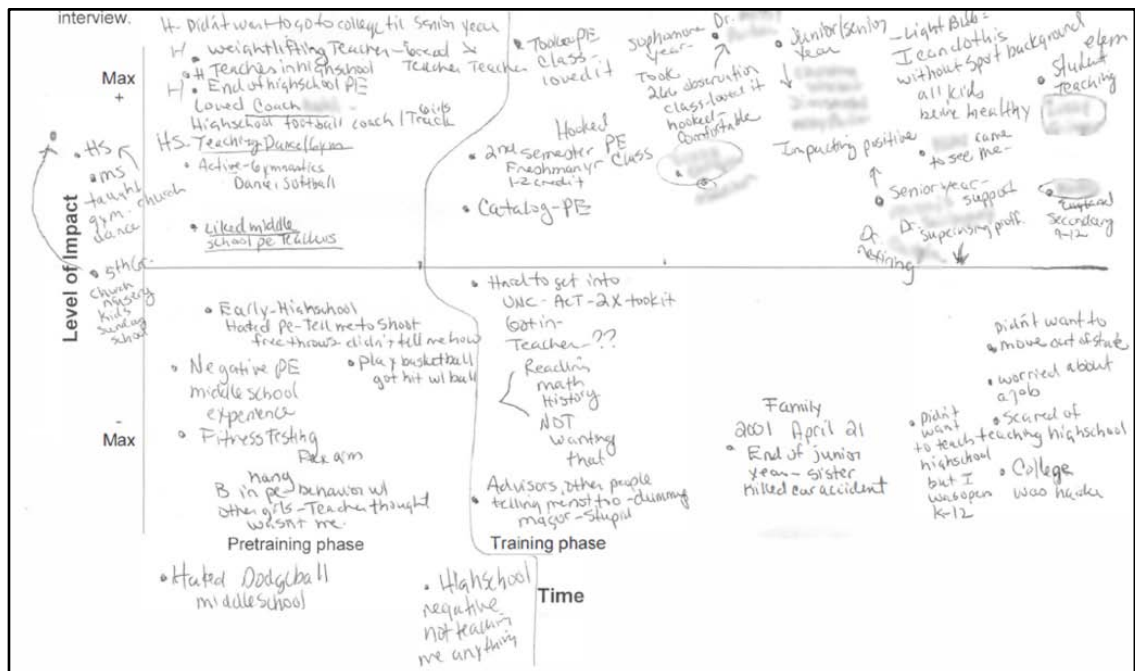 interview.
H- Didn't want to go to college til Senior year
H • weightlifting Teacher - loved
Teacher Teacher
• H Teaches in highschool
H • End of highschool PE
Loved Coach
Highschool football coach / Girls Track
HS- Teaching Dance/Gym
• Active - Gymnastics
Dance Softball
• Liked middle
school pe Teachers
Max
+
• HS
• ms
taught church
gym-
dance
• 5th Gr.
church
nursery
kids
Sunday
school
Level of Impact
• Took a PE
Class -
loved it
Hooked
• 2nd semester PE
Freshman yr Class
1-2 credit
• Catalog - PE
Sophomore
year -
Dr.
Took
266 observation
class - loved it
hooked -
comfortable
• Junior/senior
year
- Light Bulb =
I can do this
without sport background
all kids
being healthy
elem
• Student
teaching
Impacting positive
came
to see me -
• Senior year -
support
Dr.
supervising proff.
Dr.
retiring
Secondary
9-12
• Early - Highschool
Hated pe - Tell me to shoot
free throws didn't tell me how
• Play basketball
got hit w/ ball
• Negative PE
middle school
experience
• Fitness Testing
hang
B in pe - behavior w/
other girls - Teacher thought
wasn't me.
Max
-
• Hard to get into
UNC - ACT - 2X took it
Got in -
Teacher - ??
Reading
math
History
NOT
wanting
that
Advisors, other people
• telling me not to - dummy
major - stupid
Family
2001 April 21
• End of junior
year - sister
killed car accident
Didn't want to
• move out of state
• worried about
a job
• Scared of
teaching highschool
• Didn't
want
to teach
highschool
but I
was open
K-12
• College
was harder
Pretraining phase
Training phase
• Hated Dodgeball
middle school
• Highschool
negative
not teaching
me anything
Time